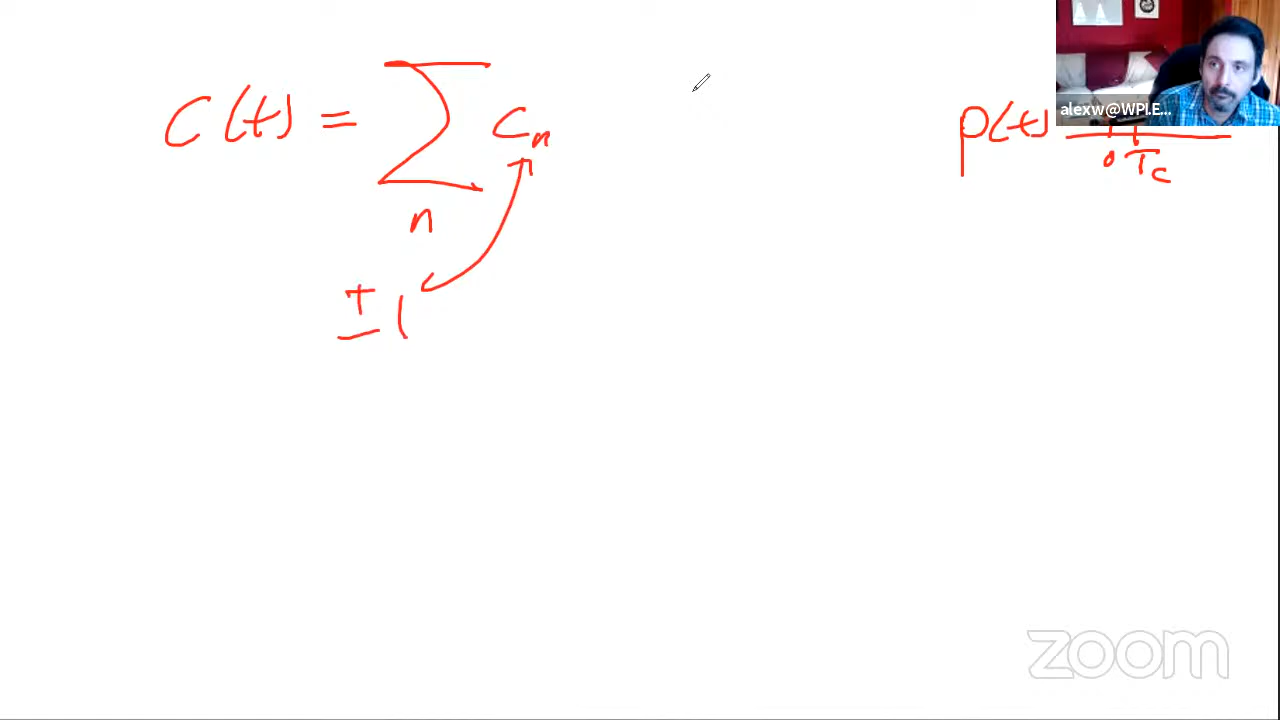 C(t) = ∑ Cn
n
± 1
p(t)
0 Tc
alexw@WPI.E...
zoom